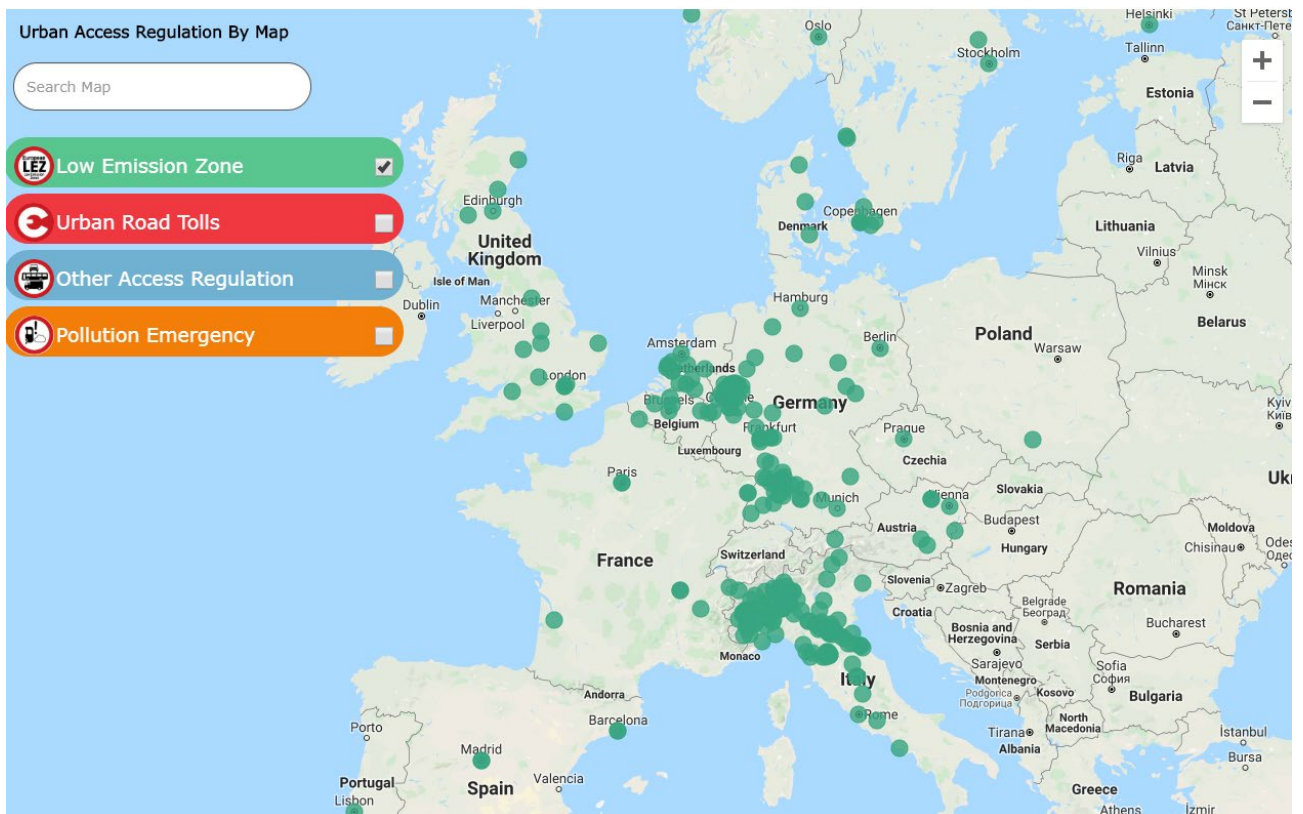 Urban Access Regulation By Map
Search Map
European
LEZ
Low Emission Zone
Urban Road Tolls
Other Access Regulation
Pollution Emergency
+
−
Oslo
Helsinki
Stockholm
Tallinn
Estonia
Riga
Latvia
Edinburgh
United
Kingdom
Isle of Man
Dublin
Manchester
Liverpool
London
Copenhagen
Denmark
Lithuania
Vilnius
Minsk
Мінск
Belarus
Hamburg
Berlin
Poland
Warsaw
Amsterdam
Netherlands
Brussels
Belgium
Germany
Frankfurt
Luxembourg
Prague
Czechia
Kyiv
Київ
Paris
Munich
Vienna
Slovakia
Austria
Budapest
Hungary
Moldova
Chisinau
France
Switzerland
Slovenia
Zagreb
Croatia
Romania
Belgrade
Београд
Bucharest
Bosnia and
Herzegovina
Serbia
Sarajevo
Monaco
Italy
Montenegro
Podgorica
Подгорица
Kosovo
Sofia
София
Bulgaria
Andorra
Barcelona
Rome
North
Macedonia
Tirana
Albania
İstanbul
Bursa
Porto
Madrid
Portugal
Spain
Valencia
Lisbon
Greece
Athens
İzmir